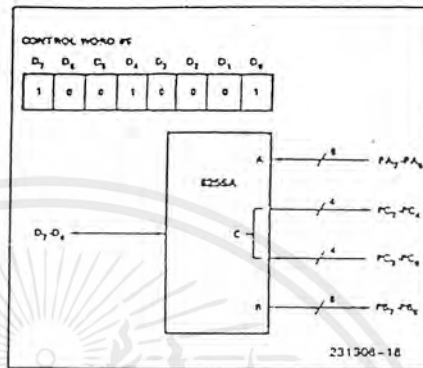 CONTROL WORD #5
D7 D6 D5 D4 D3 D2 D1 D0
1 0 0 1 0 0 0 1
8255A
A 8 PA7-PA0
4 PC7-PC4
C
4 PC3-PC0
B 8 PB7-PB0
D7-D0
231308-18